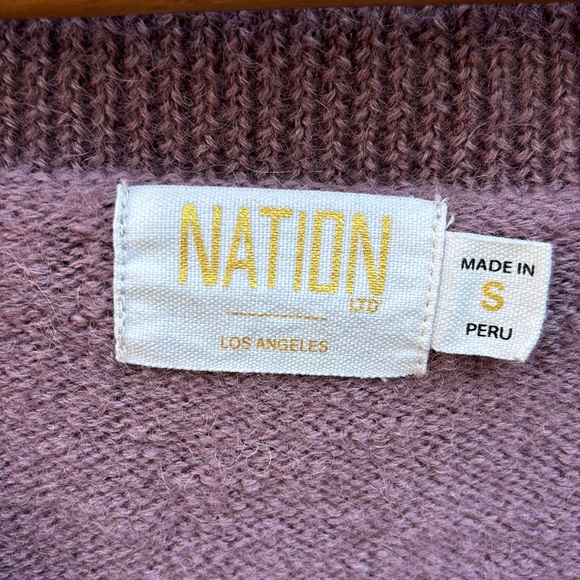 NATION
LTD
LOS ANGELES
MADE IN
S
PERU